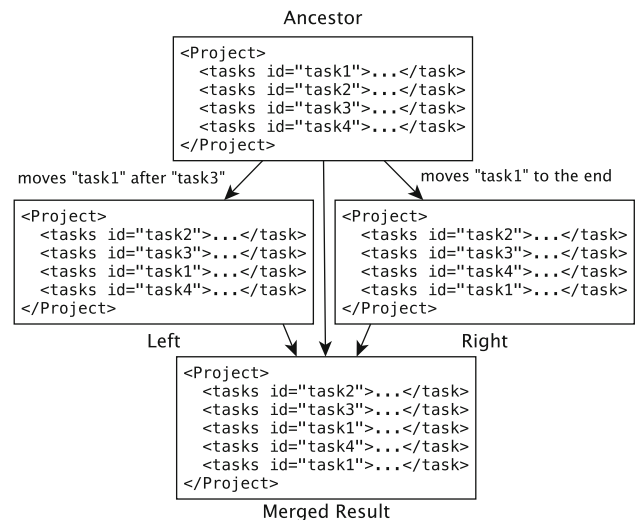 Ancestor
<Project>
<tasks id="task1">...</task>
<tasks id="task2">...</task>
<tasks id="task3">...</task>
<tasks id="task4">...</task>
</Project>
moves "task1" after "task3"
moves "task1" to the end
<Project>
<tasks id="task2">...</task>
<tasks id="task3">...</task>
<tasks id="task1">...</task>
<tasks id="task4">...</task>
</Project>
Left
<Project>
<tasks id="task2">...</task>
<tasks id="task3">...</task>
<tasks id="task4">...</task>
<tasks id="task1">...</task>
</Project>
Right
<Project>
<tasks id="task2">...</task>
<tasks id="task3">...</task>
<tasks id="task1">...</task>
<tasks id="task4">...</task>
<tasks id="task1">...</task>
</Project>
Merged Result